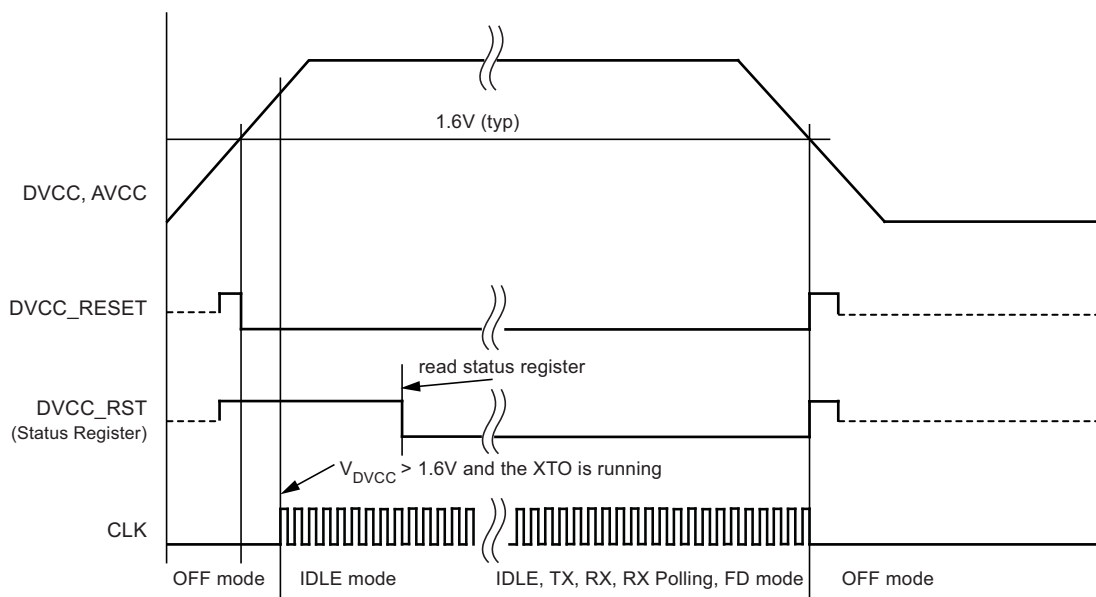 1.6V (typ)
DVCC, AVCC
DVCC_RESET
read status register
DVCC_RST
(Status Register)
VDVCC > 1.6V and the XTO is running
CLK
OFF mode
IDLE mode
IDLE, TX, RX, RX Polling, FD mode
OFF mode